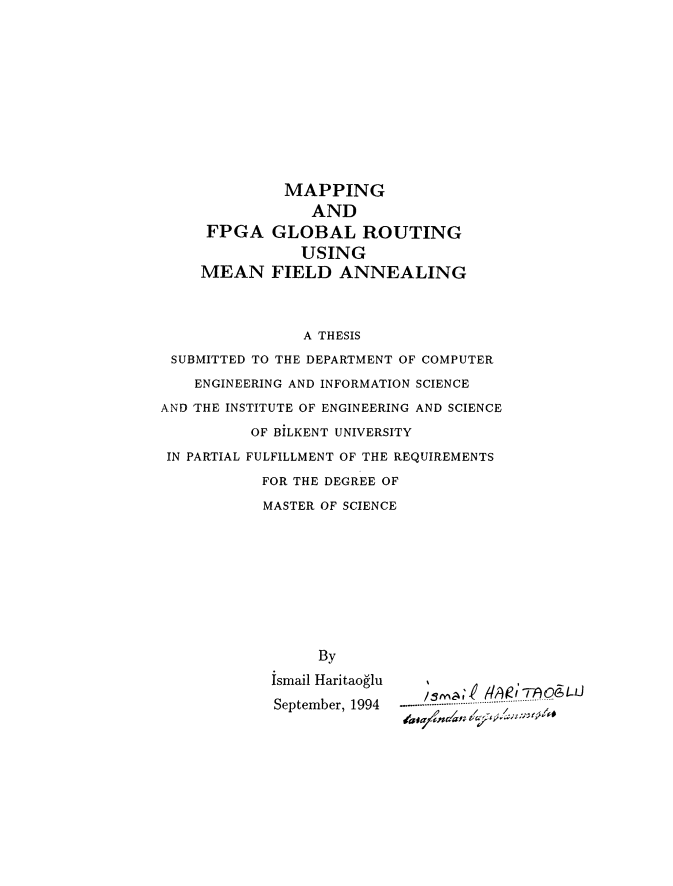 MAPPING
AND
FPGA GLOBAL ROUTING
USING
MEAN FIELD ANNEALING
A THESIS
SUBMITTED TO THE DEPARTMENT OF COMPUTER
ENGINEERING AND INFORMATION SCIENCE
AND THE INSTITUTE OF ENGINEERING AND SCIENCE
OF BİLKENT UNIVERSITY
IN PARTIAL FULFILLMENT OF THE REQUIREMENTS
FOR THE DEGREE OF
MASTER OF SCIENCE
By
İsmail Haritaoğlu
September, 1994
İsmail HARİTAOĞLU
tarafından bağışlanmıştır